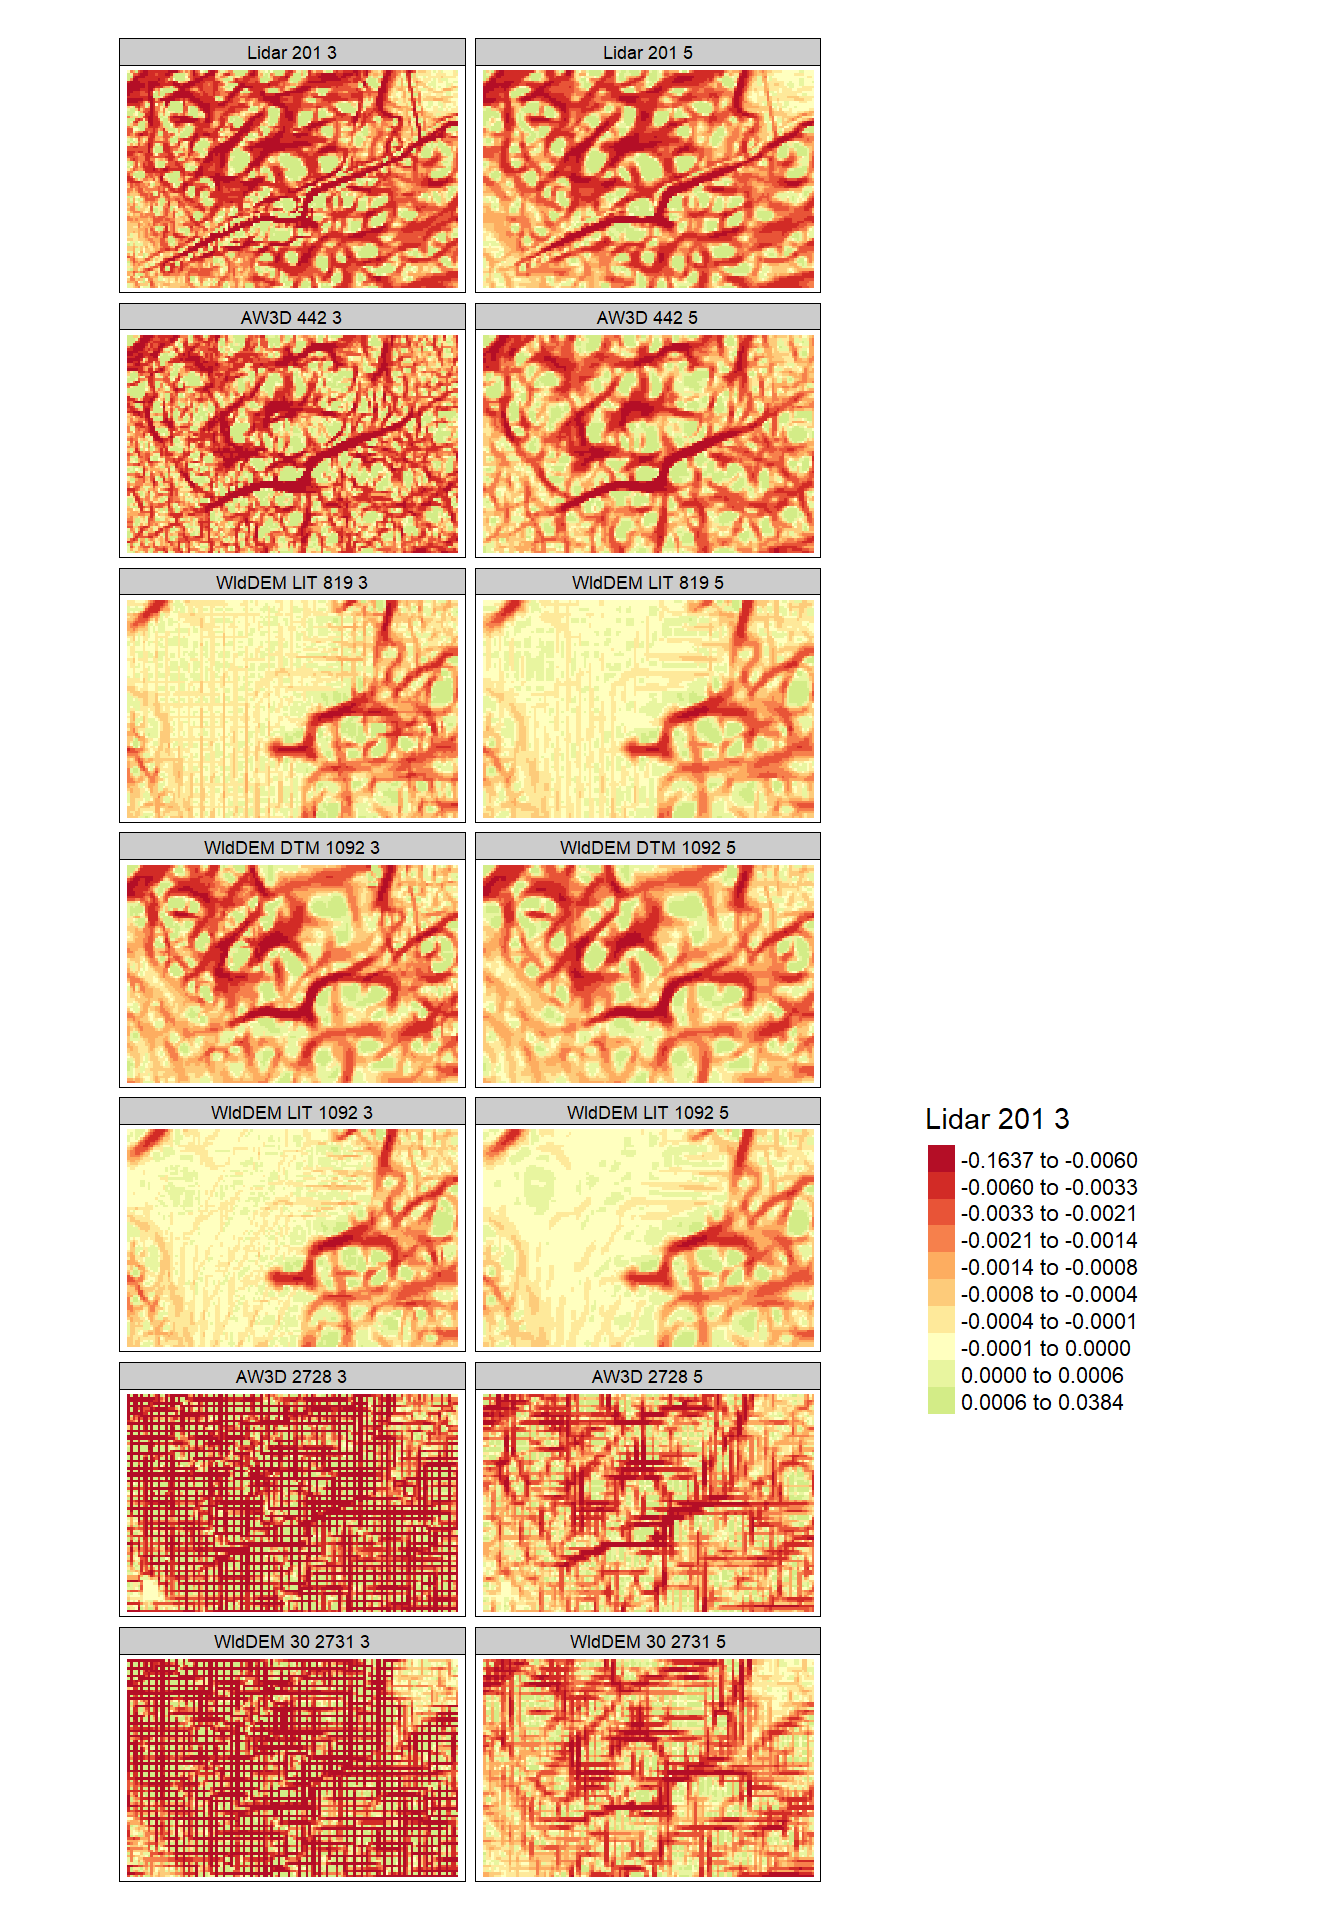 Lidar 201 3
Lidar 201 5
AW3D 442 3
AW3D 442 5
WldDEM LIT 819 3
WldDEM LIT 819 5
WldDEM DTM 1092 3
WldDEM DTM 1092 5
WldDEM LIT 1092 3
WldDEM LIT 1092 5
AW3D 2728 3
AW3D 2728 5
WldDEM 30 2731 3
WldDEM 30 2731 5
Lidar 201 3
-0.1637 to -0.0060
-0.0060 to -0.0033
-0.0033 to -0.0021
-0.0021 to -0.0014
-0.0014 to -0.0008
-0.0008 to -0.0004
-0.0004 to -0.0001
-0.0001 to 0.0000
0.0000 to 0.0006
0.0006 to 0.0384